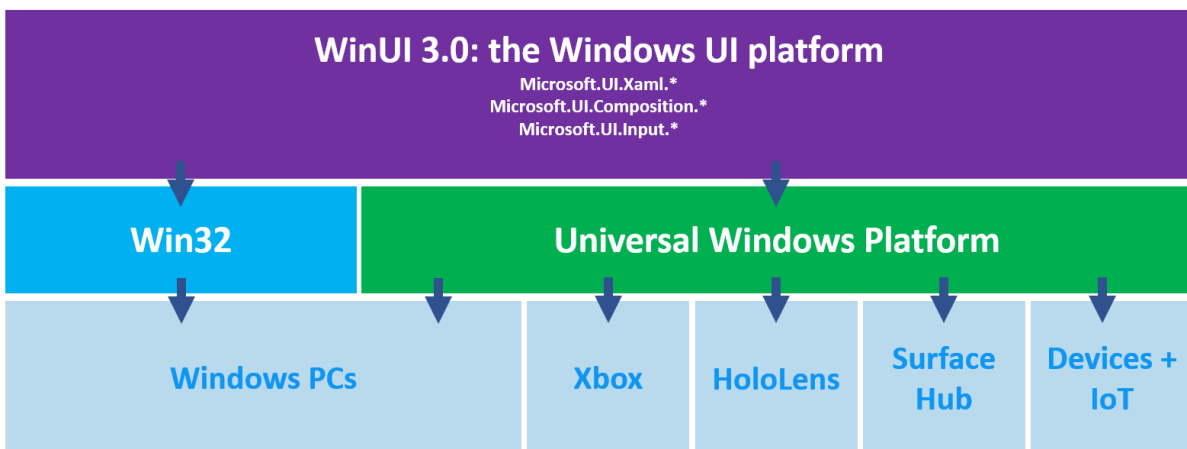 WinUI 3.0: the Windows UI platform
Microsoft.UI.Xaml.*
Microsoft.UI.Composition.*
Microsoft.UI.Input.*
Win32
Universal Windows Platform
Windows PCs
Xbox
HoloLens
Surface
Hub
Devices +
IoT